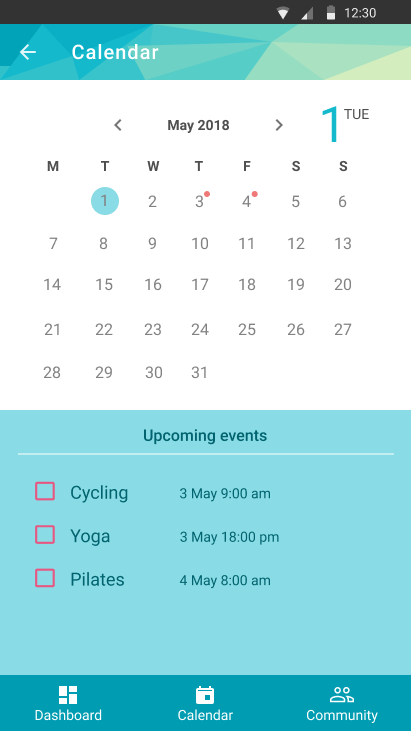 12:30
Calendar
May 2018
1 TUE
M T W T F S S
1 2 3 4 5 6
7 8 9 10 11 12 13
14 15 16 17 18 19 20
21 22 23 24 25 26 27
28 29 30 31
Upcoming events
Cycling 3 May 9:00 am
Yoga 3 May 18:00 pm
Pilates 4 May 8:00 am
Dashboard Calendar Community